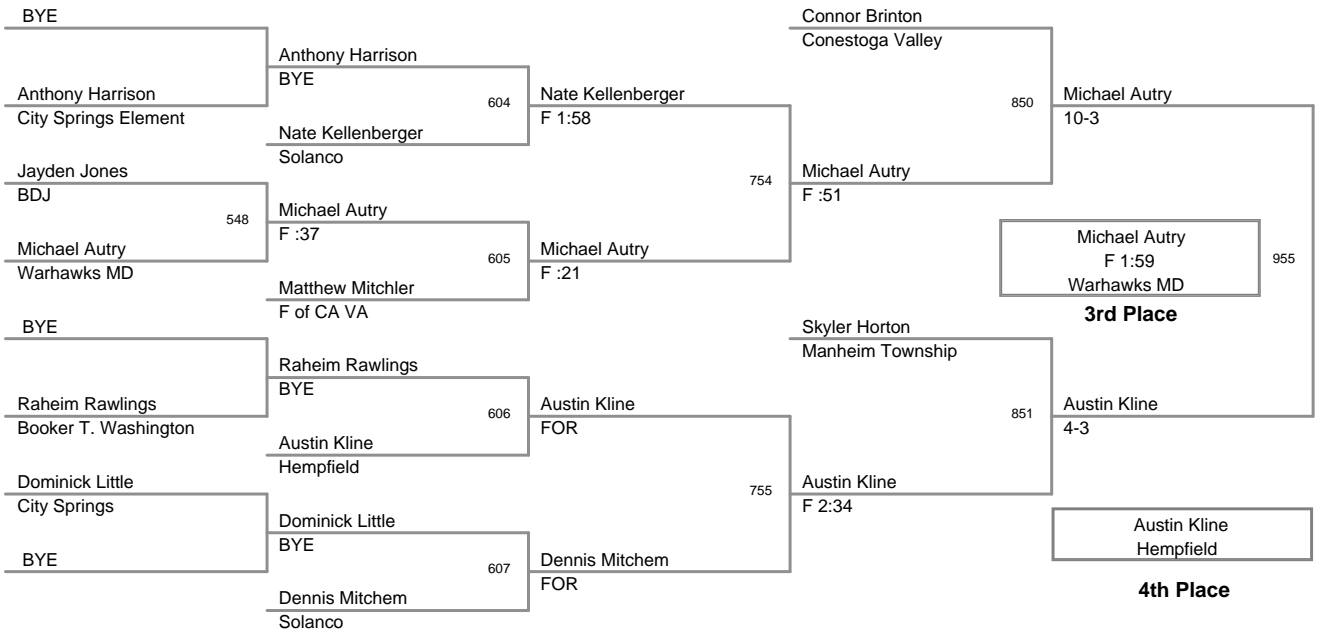 BYE
Anthony Harrison
City Springs Element
Jayden Jones
BDJ
548
Michael Autry
Warhawks MD
BYE
Raheim Rawlings
Booker T. Washington
Dominick Little
City Springs
BYE
Anthony Harrison
BYE
604
Nate Kellenberger
Solanco
Michael Autry
F :37
605
Matthew Mitchler
F of CA VA
Raheim Rawlings
BYE
606
Austin Kline
Hempfield
Dominick Little
BYE
607
Dennis Mitchem
Solanco
Nate Kellenberger
F 1:58
754
Michael Autry
F :21
Austin Kline
FOR
755
Dennis Mitchem
FOR
Connor Brinton
Conestoga Valley
850
Michael Autry
F :51
Skyler Horton
Manheim Township
851
Austin Kline
F 2:34
Michael Autry
10-3
Austin Kline
4-3
Michael Autry
F 1:59
Warhawks MD
955
3rd Place
Austin Kline
Hempfield
4th Place